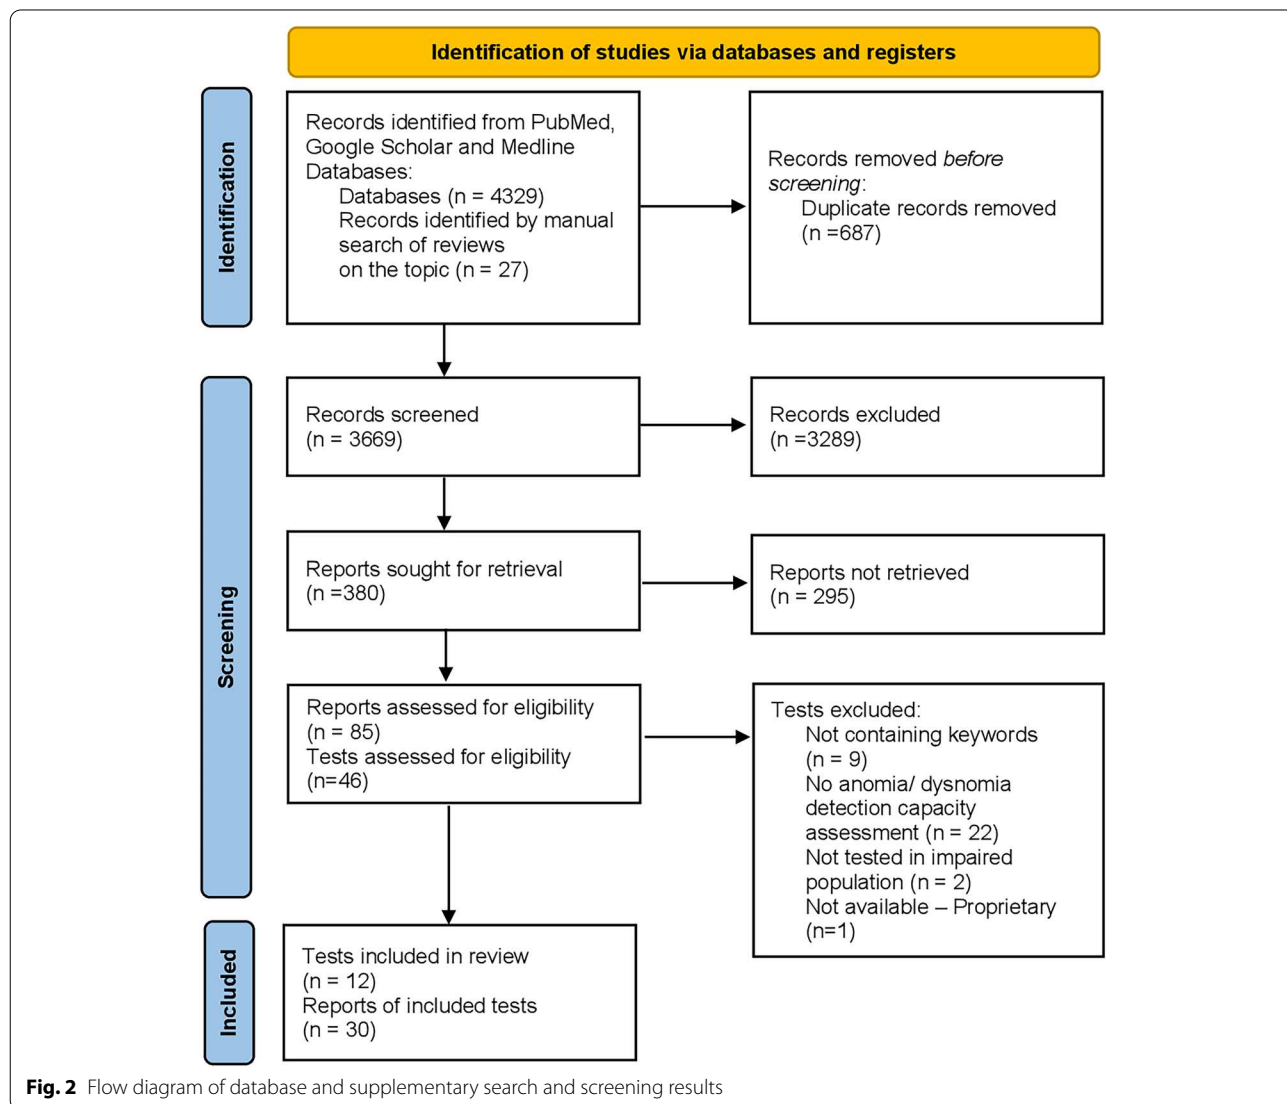 Identification of studies via databases and registers
Identification
Records identified from PubMed,
Google Scholar and Medline
Databases:
Databases (n = 4329)
Records identified by manual
search of reviews
on the topic (n = 27)
Records removed before
screening:
Duplicate records removed
(n =687)
Screening
Records screened
(n = 3669)
Records excluded
(n =3289)
Reports sought for retrieval
(n =380)
Reports not retrieved
(n = 295)
Reports assessed for eligibility
(n = 85)
Tests assessed for eligibility
(n=46)
Tests excluded:
Not containing keywords
(n = 9)
No anomia/ dysnomia
detection capacity
assessment (n = 22)
Not tested in impaired
population (n = 2)
Not available – Proprietary
(n=1)
Included
Tests included in review
(n = 12)
Reports of included tests
(n = 30)
Fig. 2 Flow diagram of database and supplementary search and screening results